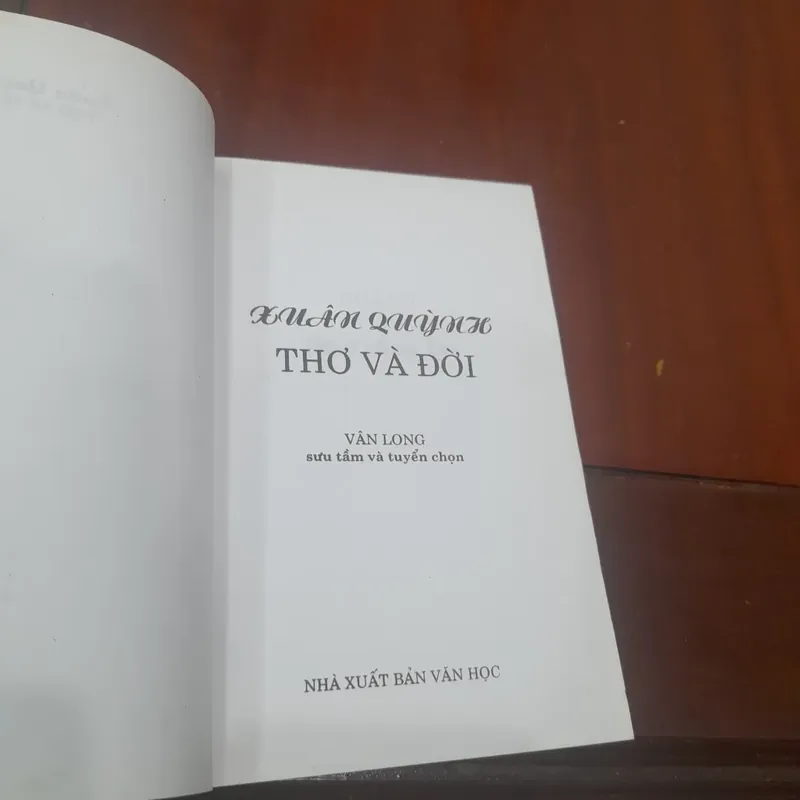 XUÂN QUỲNH
THƠ VÀ ĐỜI
VÂN LONG
sưu tầm và tuyển chọn
NHÀ XUẤT BẢN VĂN HỌC